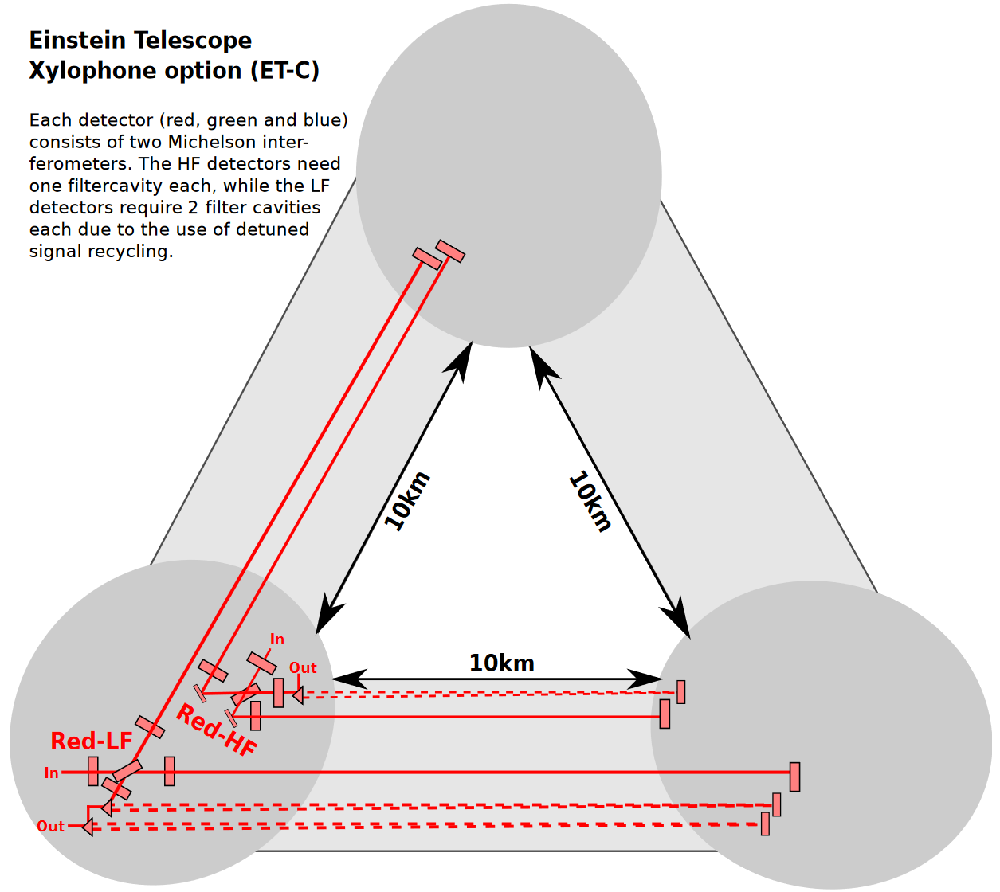 Einstein Telescope
Xylophone option (ET-C)
Each detector (red, green and blue)
consists of two Michelson inter-
ferometers. The HF detectors need
one filtercavity each, while the LF
detectors require 2 filter cavities
each due to the use of detuned
signal recycling.
10km
10km
10km
In
Out
Red-HF
Red-LF
In
Out